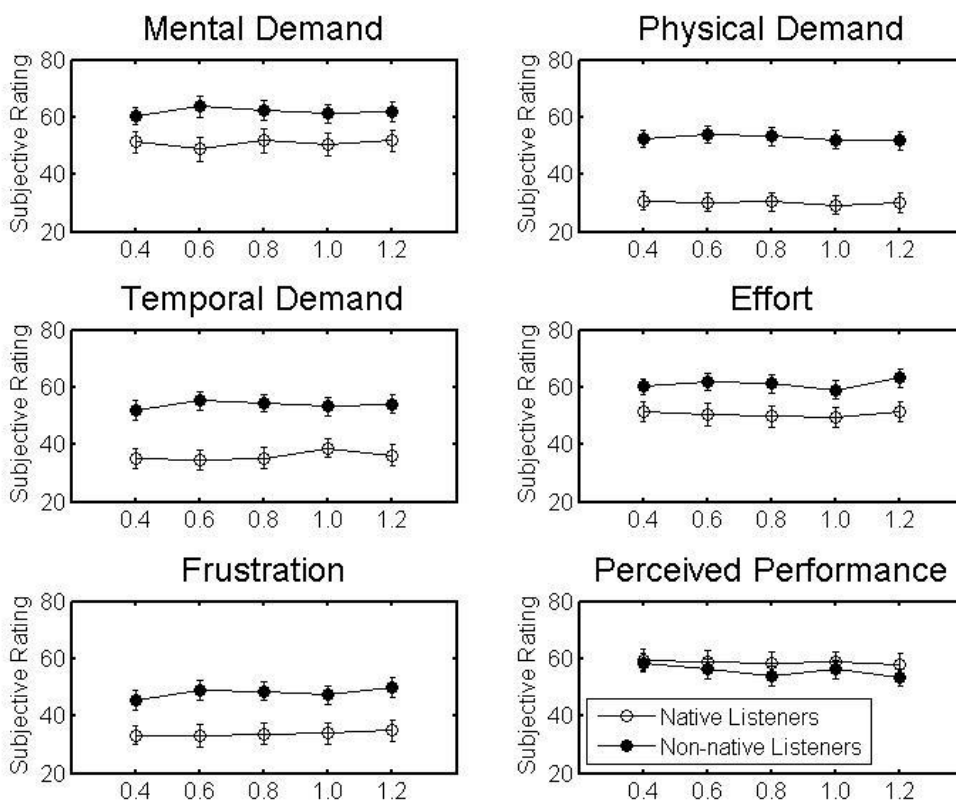 Mental Demand
Subjective Rating
80
60
40
20
0.4 0.6 0.8 1.0 1.2
Physical Demand
Subjective Rating
80
60
40
20
0.4 0.6 0.8 1.0 1.2
Temporal Demand
Subjective Rating
80
60
40
20
0.4 0.6 0.8 1.0 1.2
Effort
Subjective Rating
80
60
40
20
0.4 0.6 0.8 1.0 1.2
Frustration
Subjective Rating
80
60
40
20
0.4 0.6 0.8 1.0 1.2
Perceived Performance
Subjective Rating
80
60
40
20
Native Listeners
Non-native Listeners
0.4 0.6 0.8 1.0 1.2